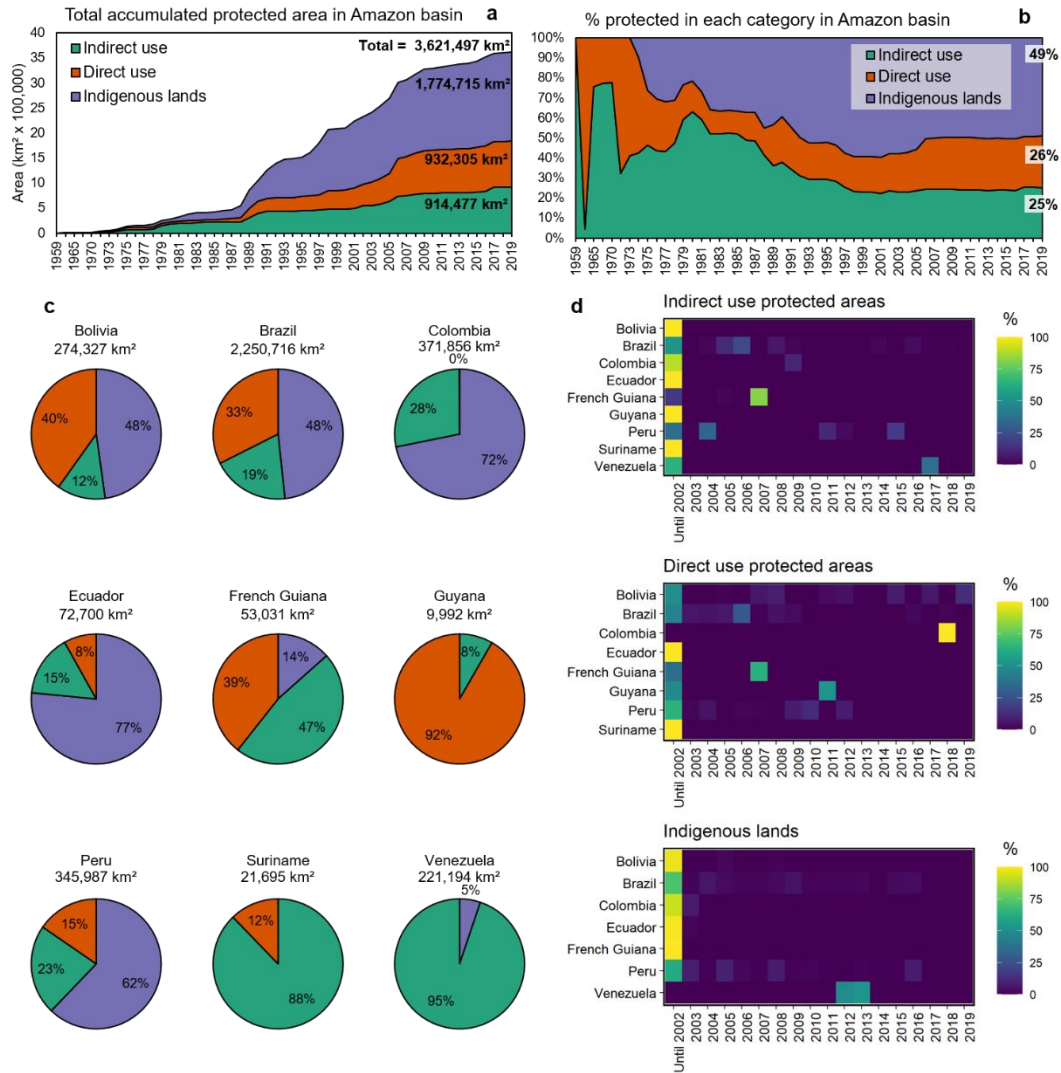 Total accumulated protected area in Amazon basin
a
Indirect use
Direct use
Indigenous lands
Total = 3,621,497 km²
1,774,715 km²
932,305 km²
914,477 km²
Area (km² x 100,000)
40
35
30
25
20
15
10
5
0
1959
1965
1970
1973
1975
1977
1979
1981
1983
1985
1987
1989
1991
1993
1995
1997
1999
2001
2003
2005
2007
2009
2011
2013
2015
2017
2019
% protected in each category in Amazon basin
b
Indirect use
Direct use
Indigenous lands
49%
26%
25%
100%
90%
80%
70%
60%
50%
40%
30%
20%
10%
0%
1959
1965
1970
1973
1975
1977
1979
1981
1983
1985
1987
1989
1991
1993
1995
1997
1999
2001
2003
2005
2007
2009
2011
2013
2015
2017
2019
c
Bolivia
274,327 km²
40%
48%
12%
Brazil
2,250,716 km²
33%
48%
19%
Colombia
371,856 km²
0%
28%
72%
Ecuador
72,700 km²
8%
15%
77%
French Guiana
53,031 km²
14%
39%
47%
Guyana
9,992 km²
8%
92%
Peru
345,987 km²
15%
23%
62%
Suriname
21,695 km²
12%
88%
Venezuela
221,194 km²
5%
95%
d
Indirect use protected areas
Bolivia
Brazil
Colombia
Ecuador
French Guiana
Guyana
Peru
Suriname
Venezuela
Until 2002
2003
2004
2005
2006
2007
2008
2009
2010
2011
2012
2013
2014
2015
2016
2017
2018
2019
%
100
75
50
25
0
Direct use protected areas
Bolivia
Brazil
Colombia
Ecuador
French Guiana
Guyana
Peru
Suriname
Until 2002
2003
2004
2005
2006
2007
2008
2009
2010
2011
2012
2013
2014
2015
2016
2017
2018
2019
%
100
75
50
25
0
Indigenous lands
Bolivia
Brazil
Colombia
Ecuador
French Guiana
Peru
Venezuela
Until 2002
2003
2004
2005
2006
2007
2008
2009
2010
2011
2012
2013
2014
2015
2016
2017
2018
2019
%
100
75
50
25
0